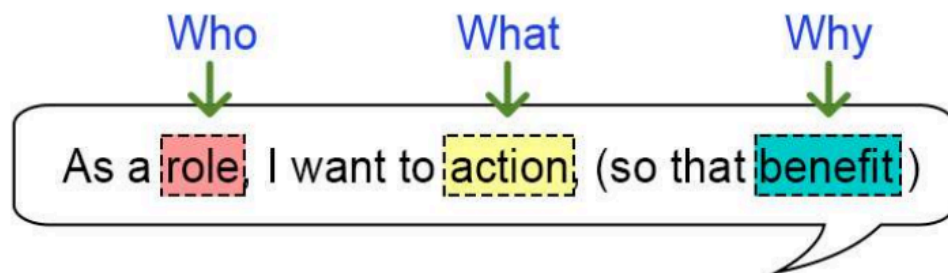 Who What Why
As a role, I want to action, (so that benefit)